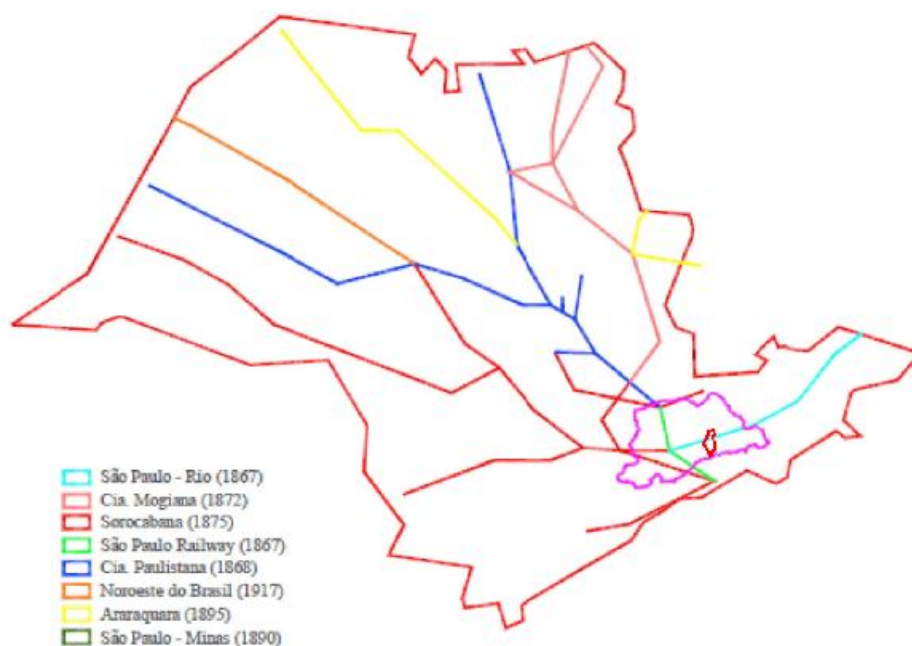 São Paulo - Rio (1867)
Cia. Mogiana (1872)
Sorocabana (1875)
São Paulo Railway (1867)
Cia. Paulistana (1868)
Noroeste do Brasil (1917)
Araraquara (1895)
São Paulo - Minas (1890)